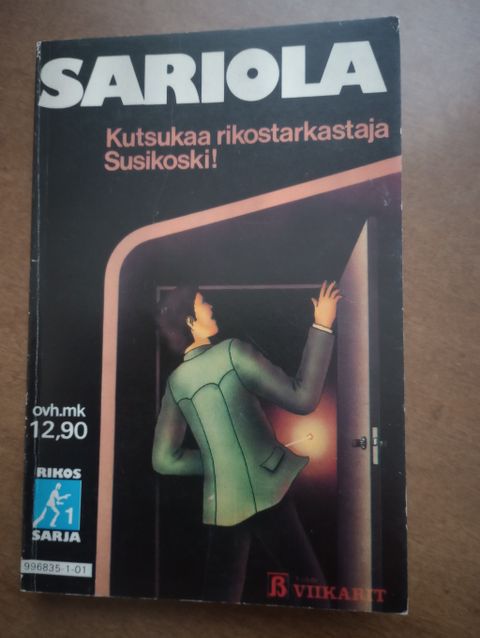 SARIOLA
Kutsukaa rikostarkastaja
Susikoski!
ovh.mk
12,90
RIKOS
1
SARJA
996835-1-01
VIIKARIT